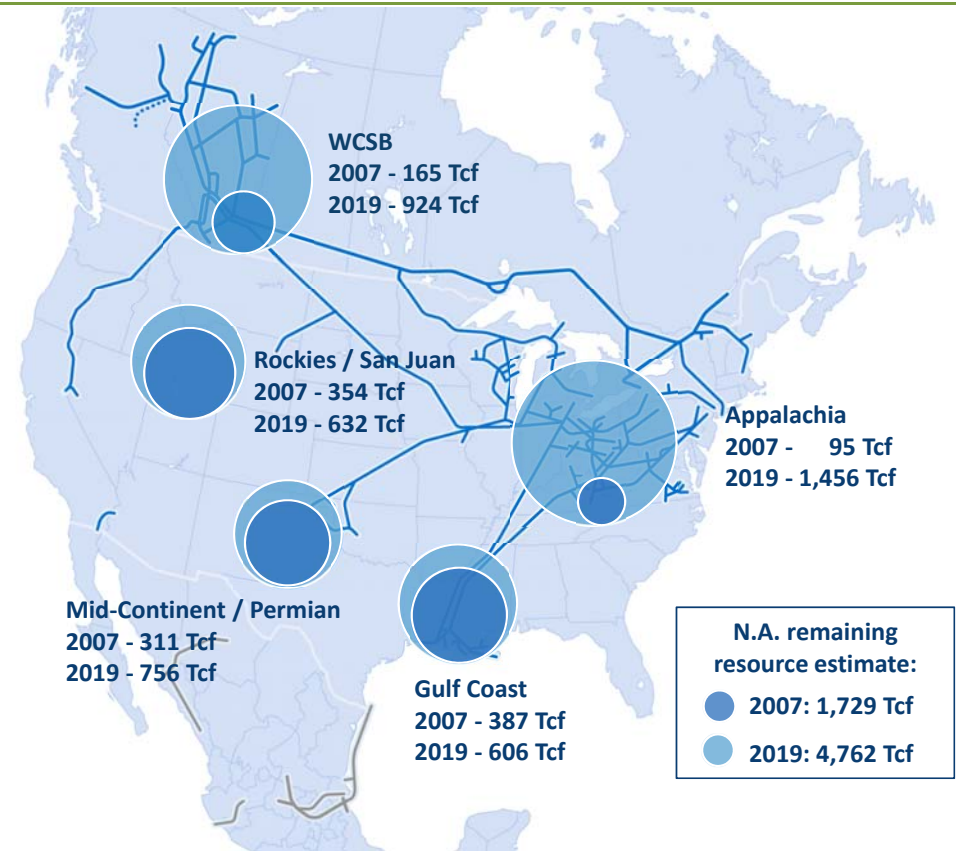 WCSB
2007 - 165 Tcf
2019 - 924 Tcf
Rockies / San Juan
2007 - 354 Tcf
2019 - 632 Tcf
Appalachia
2007 - 95 Tcf
2019 - 1,456 Tcf
Mid-Continent / Permian
2007 - 311 Tcf
2019 - 756 Tcf
Gulf Coast
2007 - 387 Tcf
2019 - 606 Tcf
N.A. remaining
resource estimate:
2007: 1,729 Tcf
2019: 4,762 Tcf